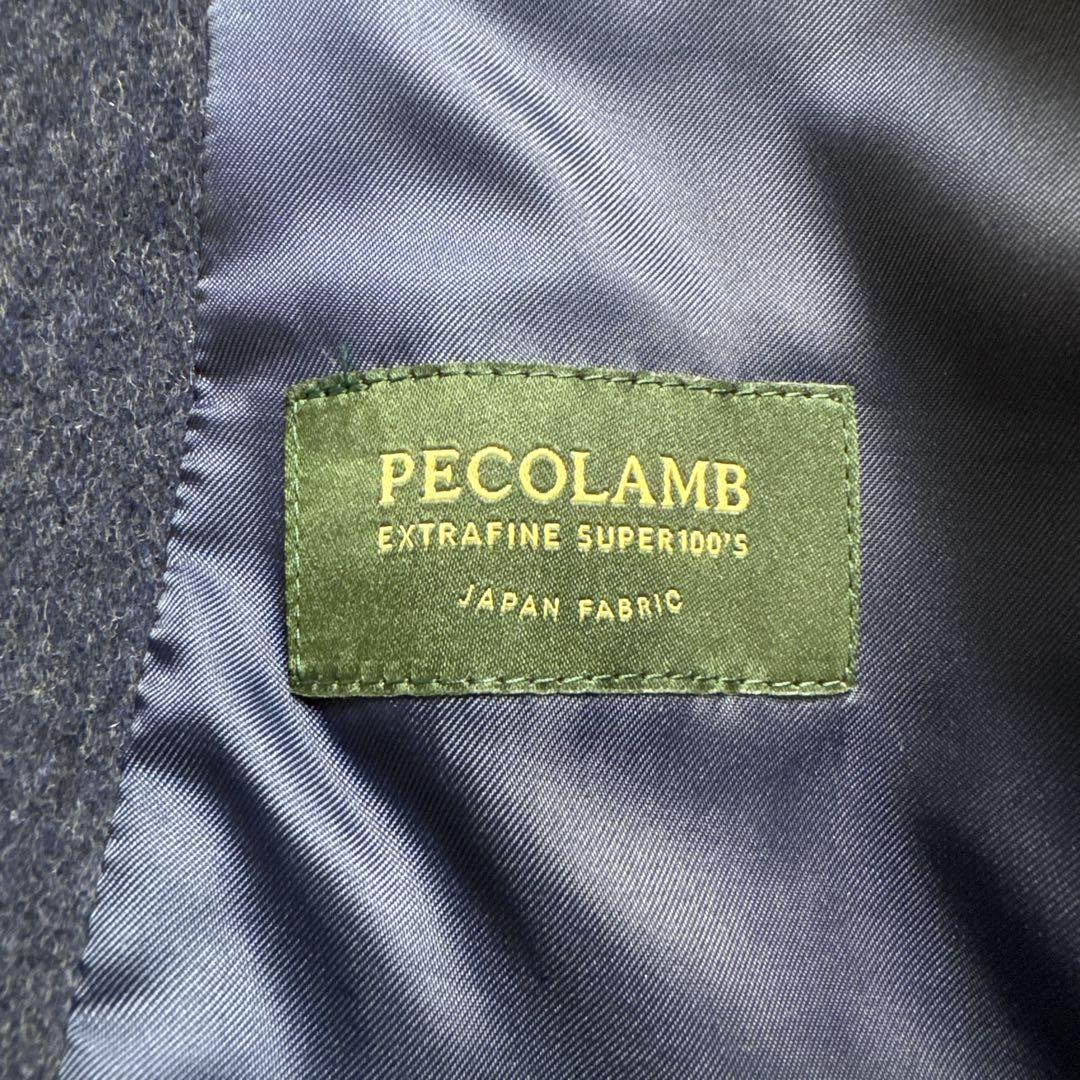 PECOLAMB
EXTRAFINE SUPER100'S
JAPAN FABRIC